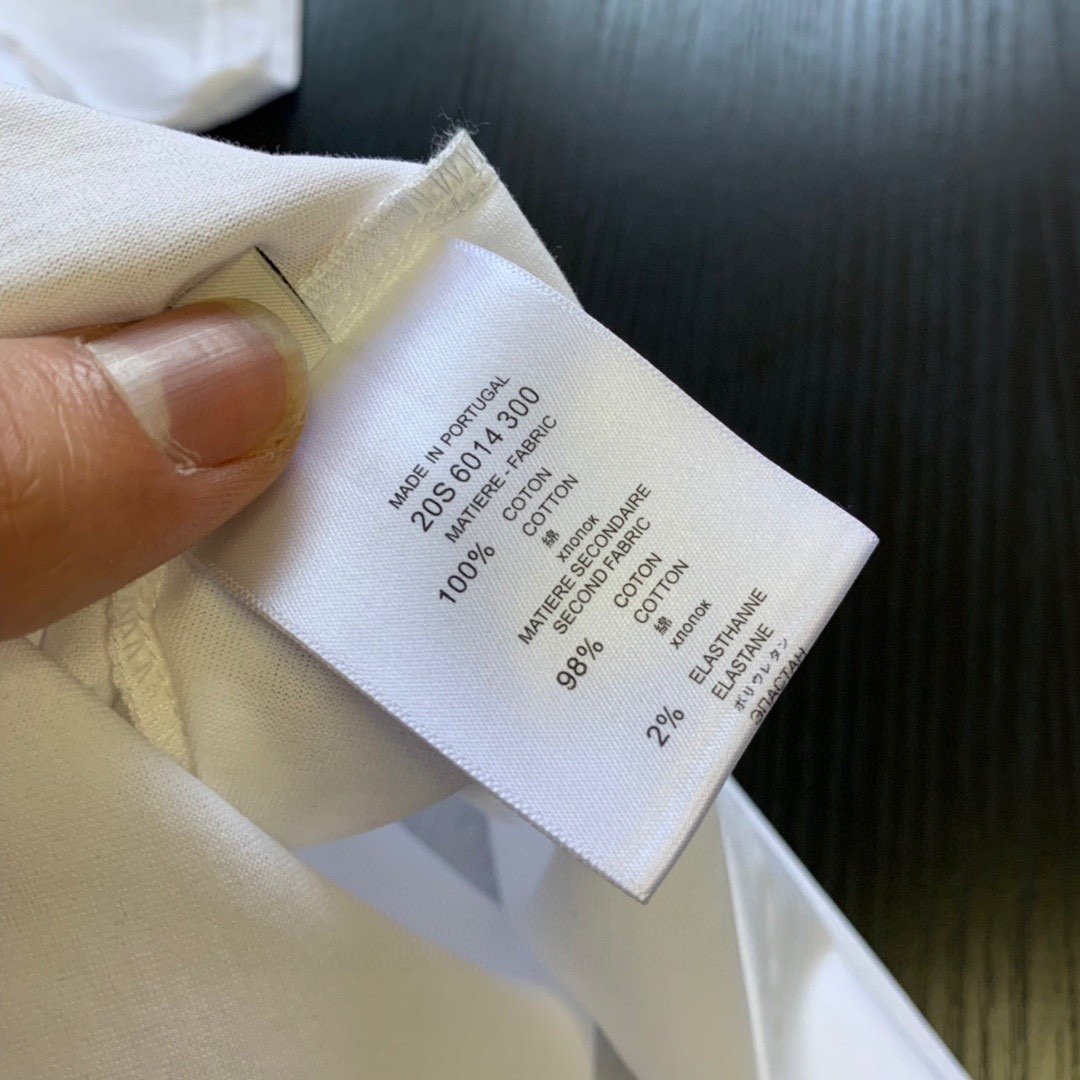 MADE IN PORTUGAL
20S 6014 300
MATIERE - FABRIC
100% COTON
COTTON
綿
хлопок
MATIERE SECONDAIRE
SECOND FABRIC
98% COTON
COTTON
綿
хлопок
2% ELASTHANNE
ELASTANE
ポリウレタン
ЭЛАСТАН